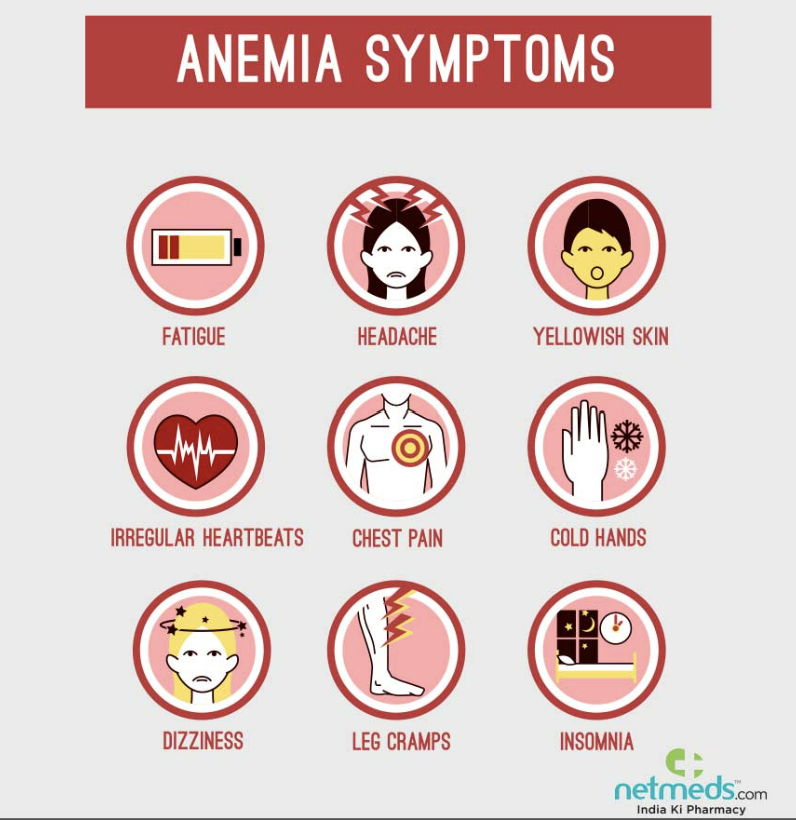 ANEMIA SYMPTOMS
FATIGUE
HEADACHE
YELLOWISH SKIN
IRREGULAR HEARTBEATS
CHEST PAIN
COLD HANDS
DIZZINESS
LEG CRAMPS
INSOMNIA
netmeds.com™
India Ki Pharmacy